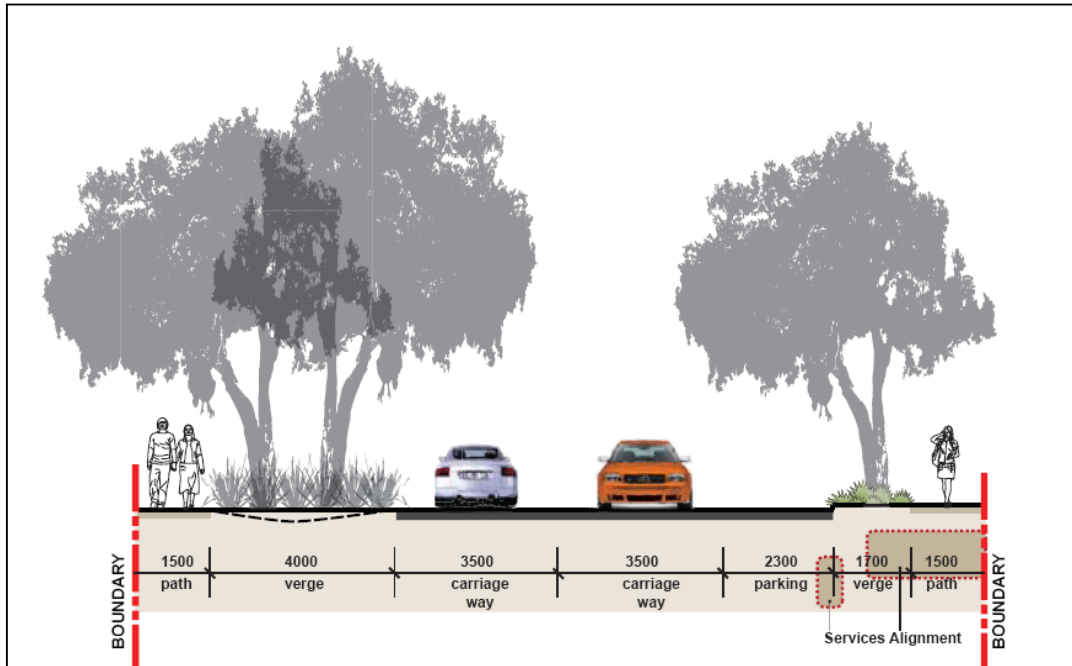 1500 4000 3500 3500 2300 1700 1500
path verge carriage carriage parking verge path
way way
BOUNDARY
BOUNDARY
Services Alignment